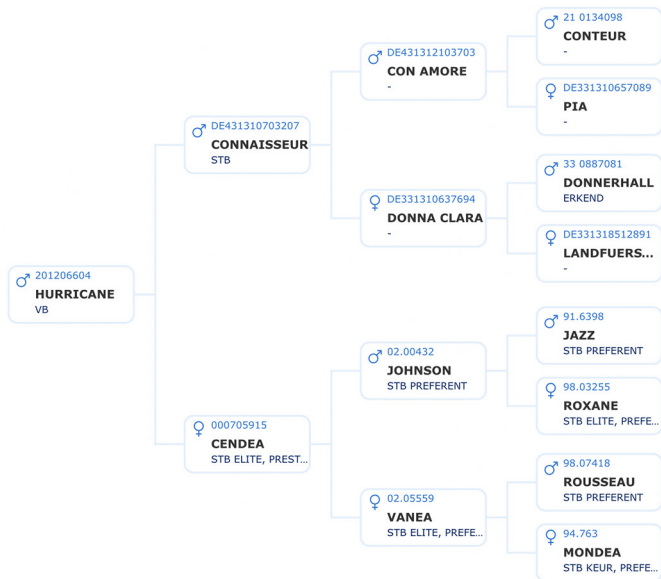 201206604
HURRICANE
VB
DE431310703207
CONNAISSEUR
STB
000705915
CENDEA
STB ELITE, PREST...
DE431312103703
CON AMORE
-
DE331310637694
DONNA CLARA
-
02.00432
JOHNSON
STB PREFERENT
02.05559
VANEA
STB ELITE, PREFE...
21 0134098
CONTEUR
-
DE331310657089
PIA
-
33 0887081
DONNERHALL
ERKEND
DE331318512891
LANDFUERS...
-
91.6398
JAZZ
STB PREFERENT
98.03255
ROXANE
STB ELITE, PREFE...
98.07418
ROUSSEAU
STB PREFERENT
94.763
MONDEA
STB KEUR, PREFE...